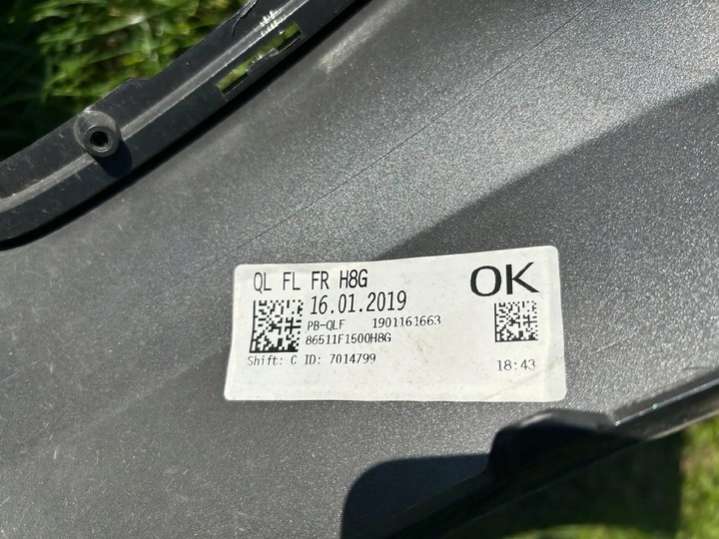 QL FL FR H8G
OK
16.01.2019
PB-QLF 1901161663
86511F1500H8G
Shift: C ID: 7014799
18:43